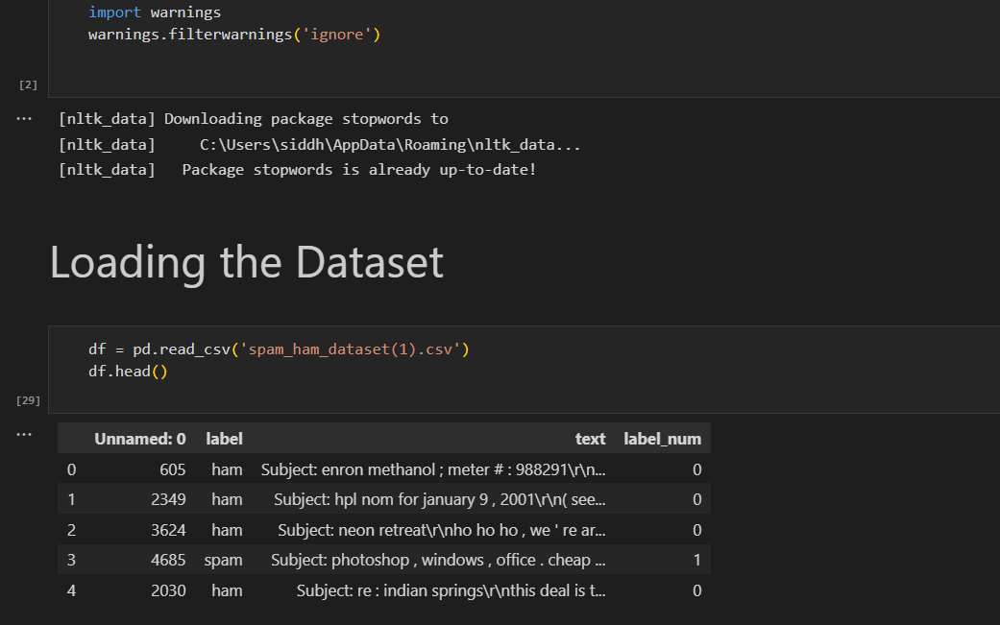 import warnings
warnings.filterwarnings('ignore')
[2]
... [nltk_data] Downloading package stopwords to
[nltk_data]     C:\Users\siddh\AppData\Roaming\nltk_data...
[nltk_data]   Package stopwords is already up-to-date!
Loading the Dataset
df = pd.read_csv('spam_ham_dataset(1).csv')
df.head()
[29]
... Unnamed: 0 label text label_num
0 605 ham Subject: enron methanol ; meter # : 988291\r\n... 0
1 2349 ham Subject: hpl nom for january 9 , 2001\r\n( see... 0
2 3624 ham Subject: neon retreat\r\nho ho ho , we ' re ar... 0
3 4685 spam Subject: photoshop , windows , office . cheap ... 1
4 2030 ham Subject: re : indian springs\r\nthis deal is t... 0